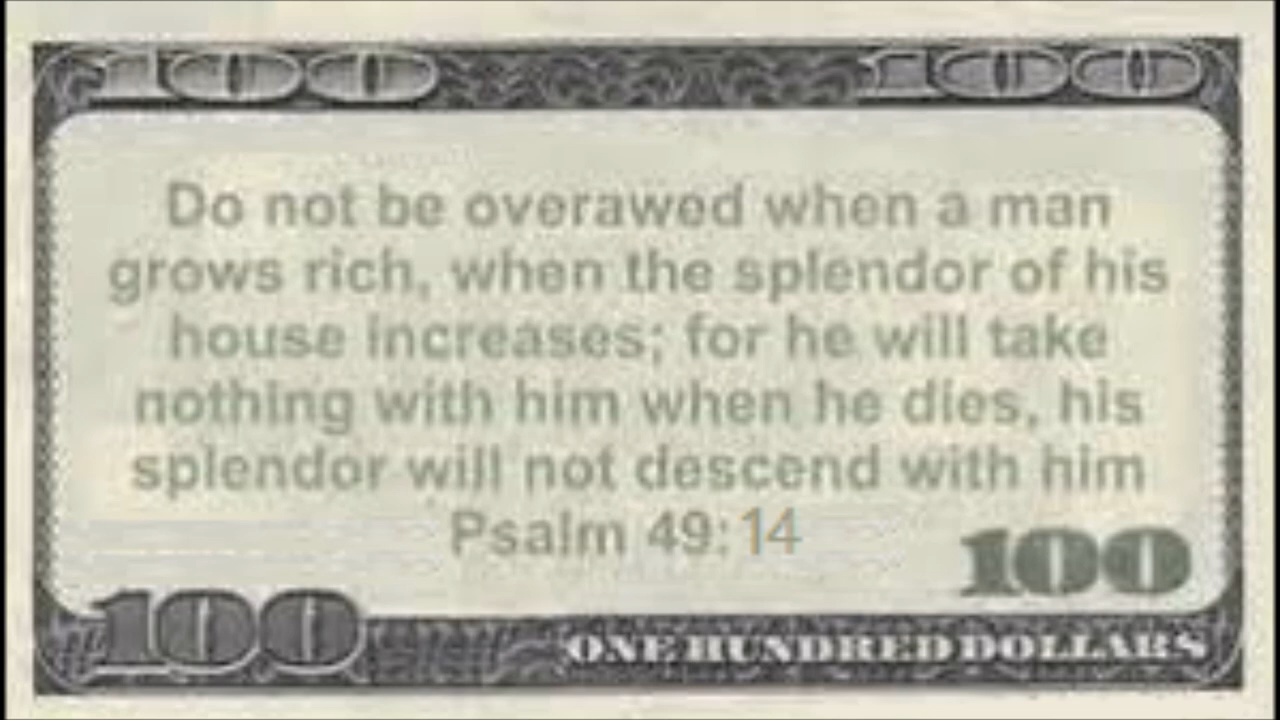 100 100
Do not be overawed when a man
grows rich, when the splendor of his
house increases; for he will take
nothing with him when he dies, his
splendor will not descend with him
Psalm 49:14
100
100 ONE HUNDRED DOLLARS